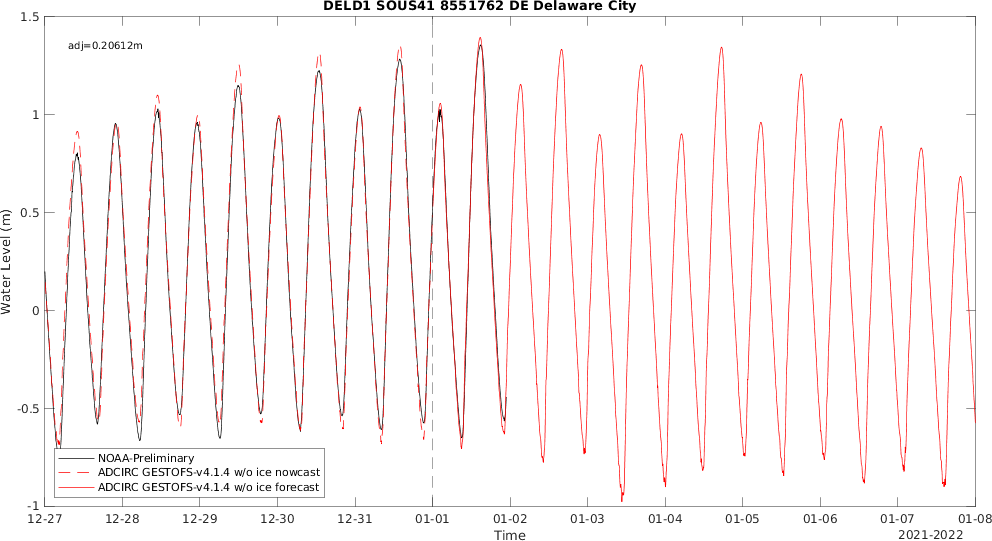 DELD1 SOUS41 8551762 DE Delaware City
adj=0.20612m
1.5
1
0.5
0
-0.5
-1
Water Level (m)
NOAA-Preliminary
ADCIRC GESTOFS-v4.1.4 w/o ice nowcast
ADCIRC GESTOFS-v4.1.4 w/o ice forecast
12-27 12-28 12-29 12-30 12-31 01-01 01-02 01-03 01-04 01-05 01-06 01-07 01-08
Time
2021-2022